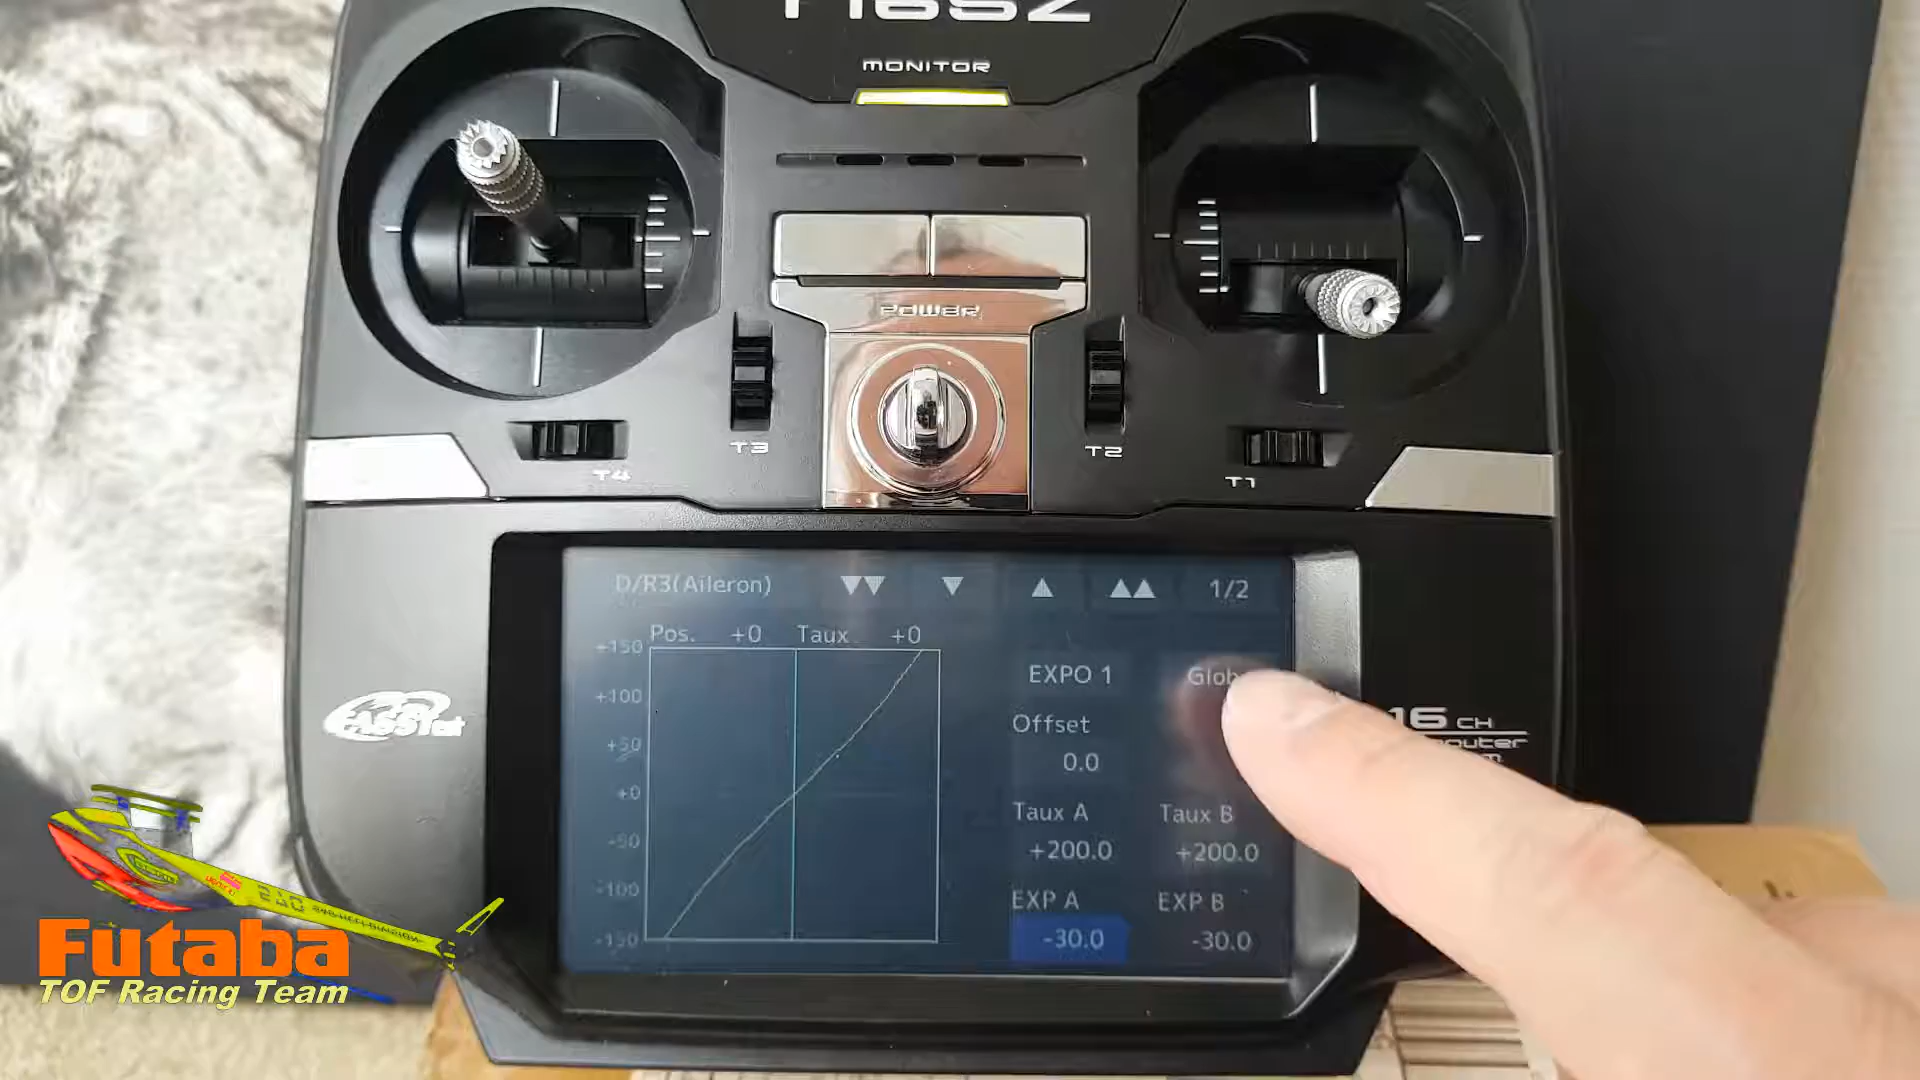 MONITOR
POWER
T4
T3
T2
T1
D/R3(Aileron)
1/2
Pos. +0 Taux +0
+150
+100
+50
+0
-50
-100
-150
EXPO 1
Glob
Offset
0.0
Taux A
Taux B
+200.0
+200.0
EXP A
EXP B
-30.0
-30.0
FASSTest
16 CH
Futaba
TOF Racing Team